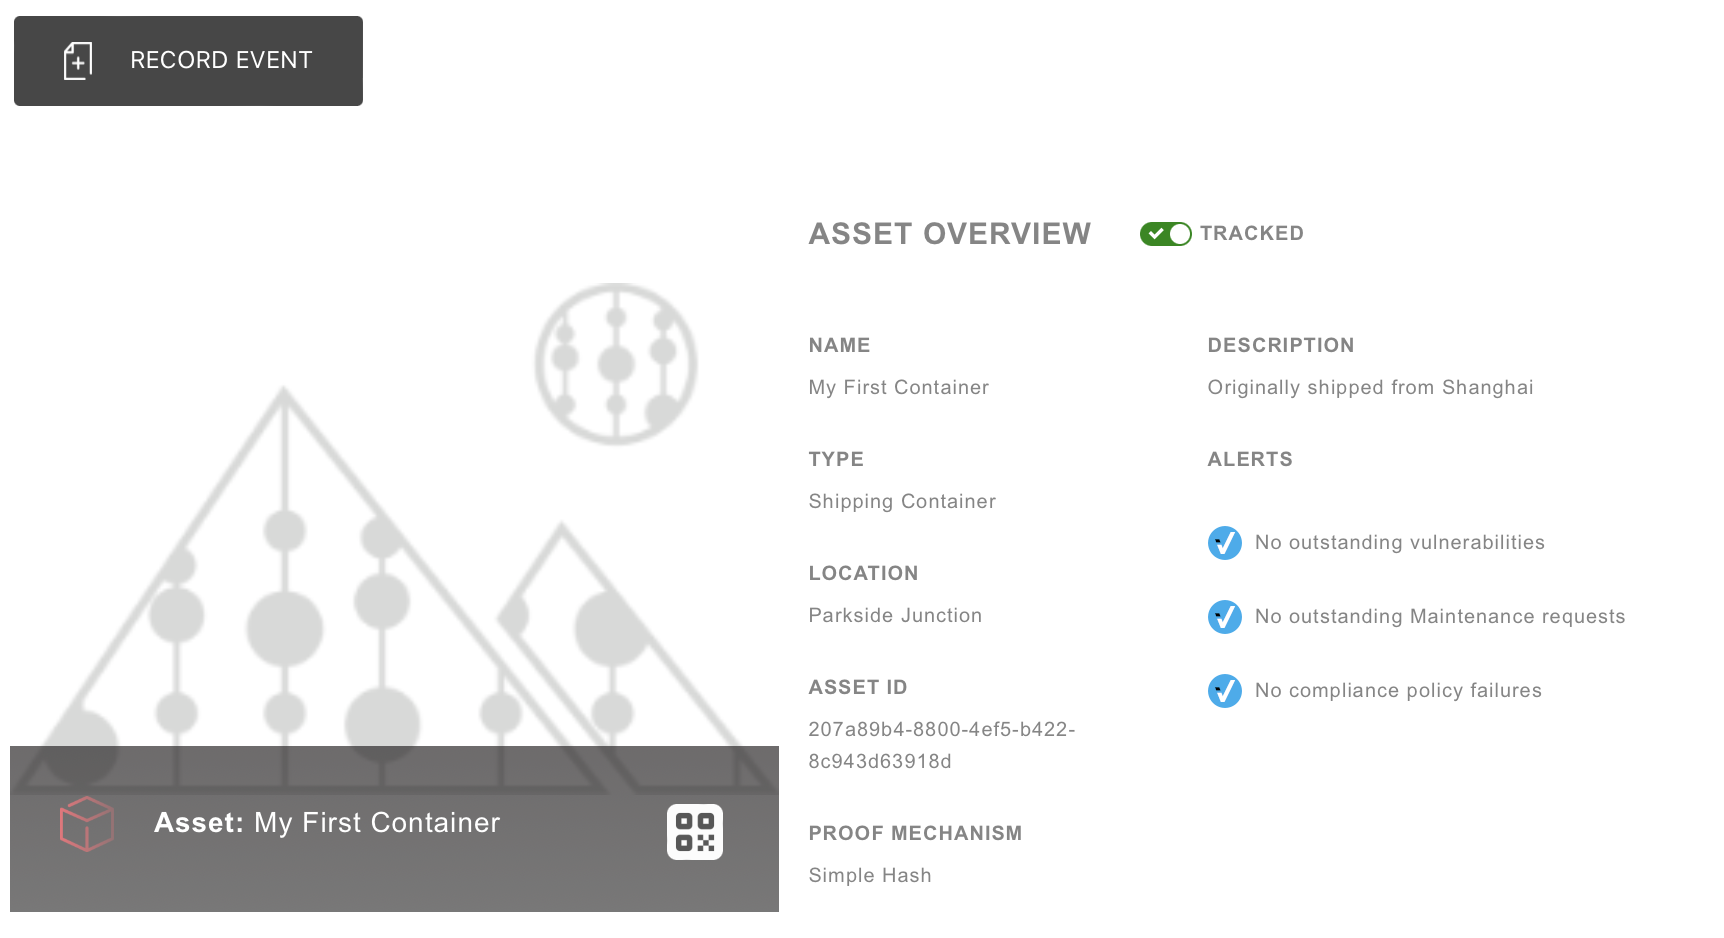 RECORD EVENT
ASSET OVERVIEW
TRACKED
NAME
My First Container
DESCRIPTION
Originally shipped from Shanghai
TYPE
Shipping Container
ALERTS
No outstanding vulnerabilities
No outstanding Maintenance requests
No compliance policy failures
LOCATION
Parkside Junction
ASSET ID
207a89b4-8800-4ef5-b422-
8c943d63918d
PROOF MECHANISM
Simple Hash
Asset: My First Container